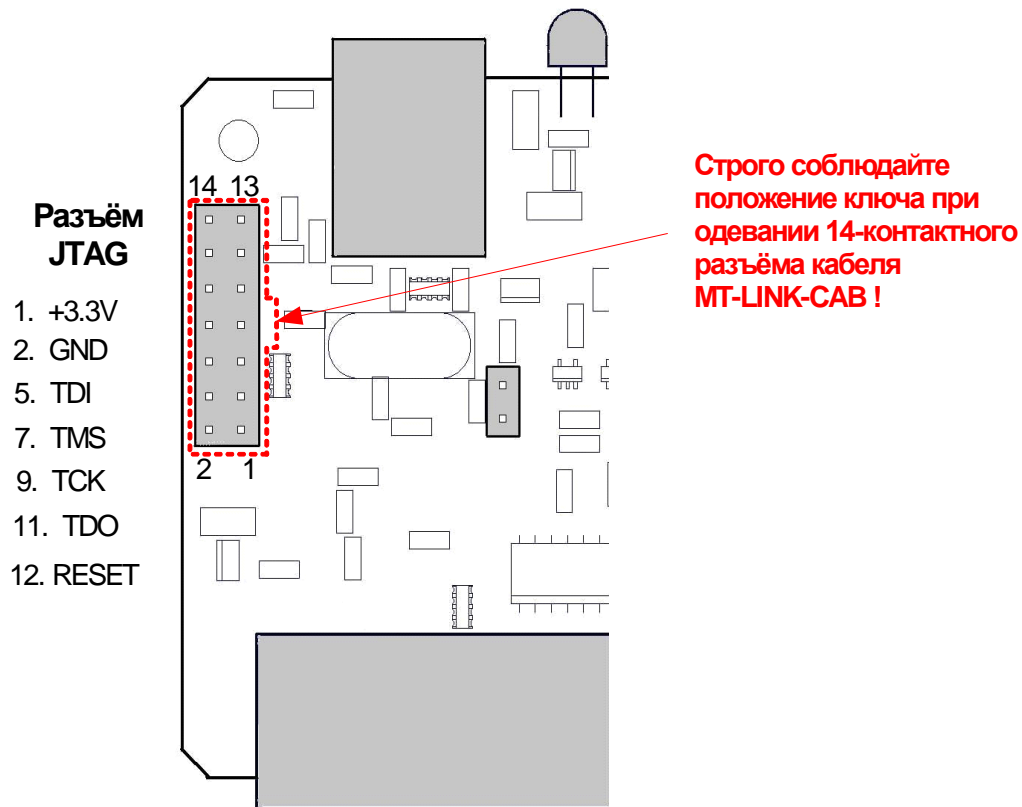 14 13
Разъём
JTAG
1. +3.3V
2. GND
5. TDI
7. TMS
9. TCK
11. TDO
12. RESET
2 1
Строго соблюдайте
положение ключа при
одевании 14-контактного
разъёма кабеля
MT-LINK-CAB !